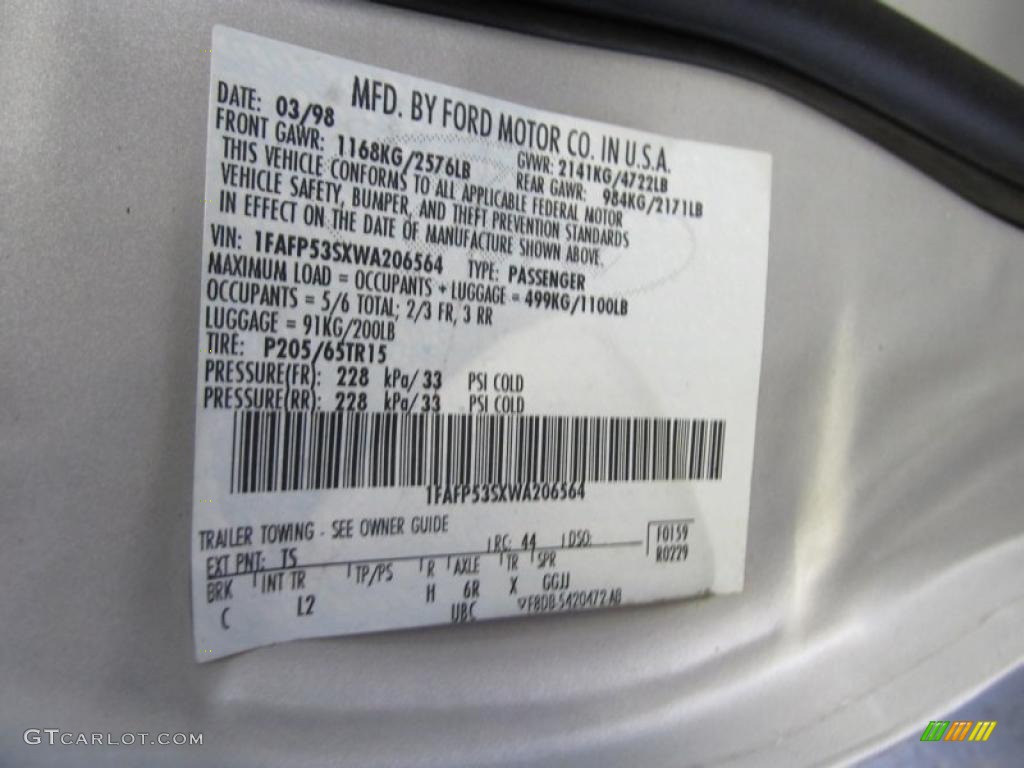 MFD. BY FORD MOTOR CO. IN U.S.A.
DATE: 03/98 GVWR: 2141KG/4722LB
FRONT GAWR: 1168KG/2576LB REAR GAWR: 984KG/2171LB
THIS VEHICLE CONFORMS TO ALL APPLICABLE FEDERAL MOTOR
VEHICLE SAFETY, BUMPER, AND THEFT PREVENTION STANDARDS
IN EFFECT ON THE DATE OF MANUFACTURE SHOWN ABOVE.
VIN: 1FAFP53SXWA206564 TYPE: PASSENGER
MAXIMUM LOAD = OCCUPANTS + LUGGAGE = 499KG/1100LB
OCCUPANTS = 5/6 TOTAL; 2/3 FR, 3 RR
LUGGAGE = 91KG/200LB
TIRE: P205/65TR15
PRESSURE(FR): 228 kPa/33 PSI COLD
PRESSURE(RR): 228 kPa/33 PSI COLD
1FAFP53SXWA206564
TRAILER TOWING - SEE OWNER GUIDE
EXT PNT: TS RC: 44 DSO: F0159
R0229
BRK INT TR TP/PS R AXLE TR SPR
C L2 H 6R X GGJJ
UBC F8DB-5420472-AB
GTCARLOT.COM